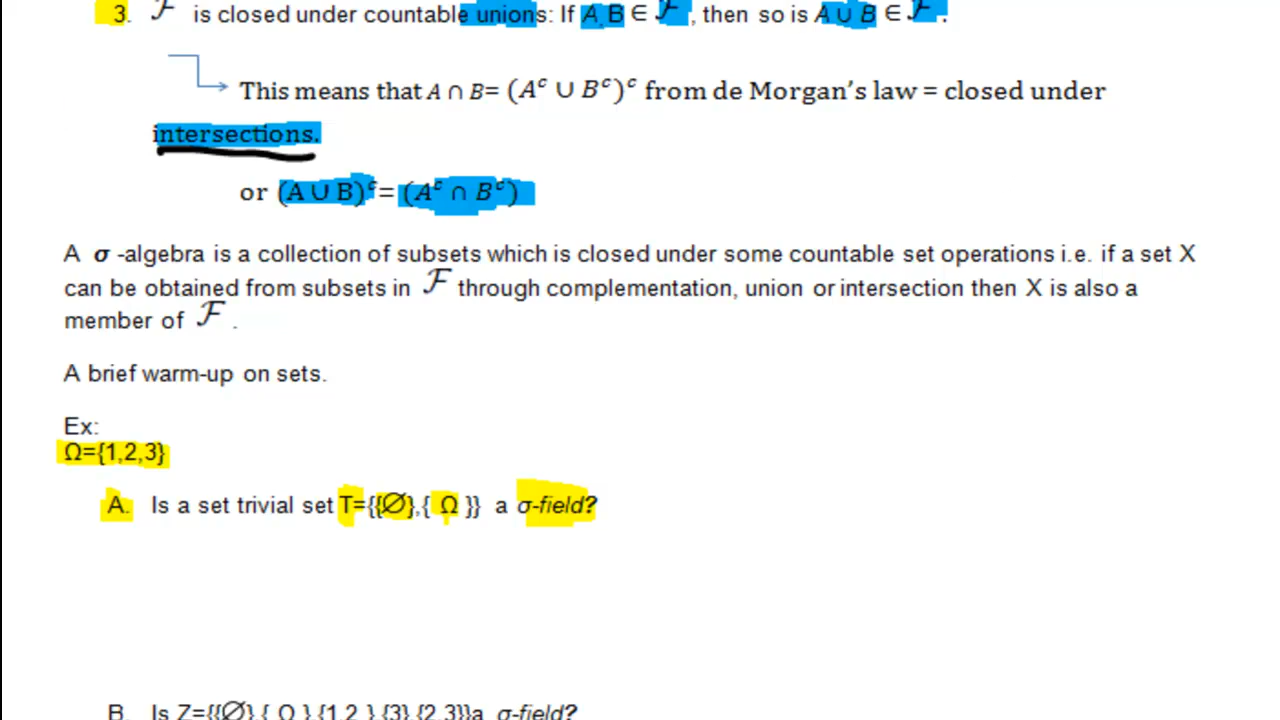 3. ℱ is closed under countable unions: If A, B ∈ ℱ, then so is A ∪ B ∈ ℱ.
This means that A ∩ B= (Aᶜ ∪ Bᶜ)ᶜ from de Morgan’s law = closed under
intersections.
or (A ∪ B)ᶜ= (Aᶜ ∩ Bᶜ)
A σ -algebra is a collection of subsets which is closed under some countable set operations i.e. if a set X
can be obtained from subsets in ℱ through complementation, union or intersection then X is also a
member of ℱ .
A brief warm-up on sets.
Ex:
Ω={1,2,3}
A. Is a set trivial set T={{∅},{ Ω }} a σ-field?
B. Is Z={{∅},{ Ω },{1,2 },{3},{2,3}}a σ-field?